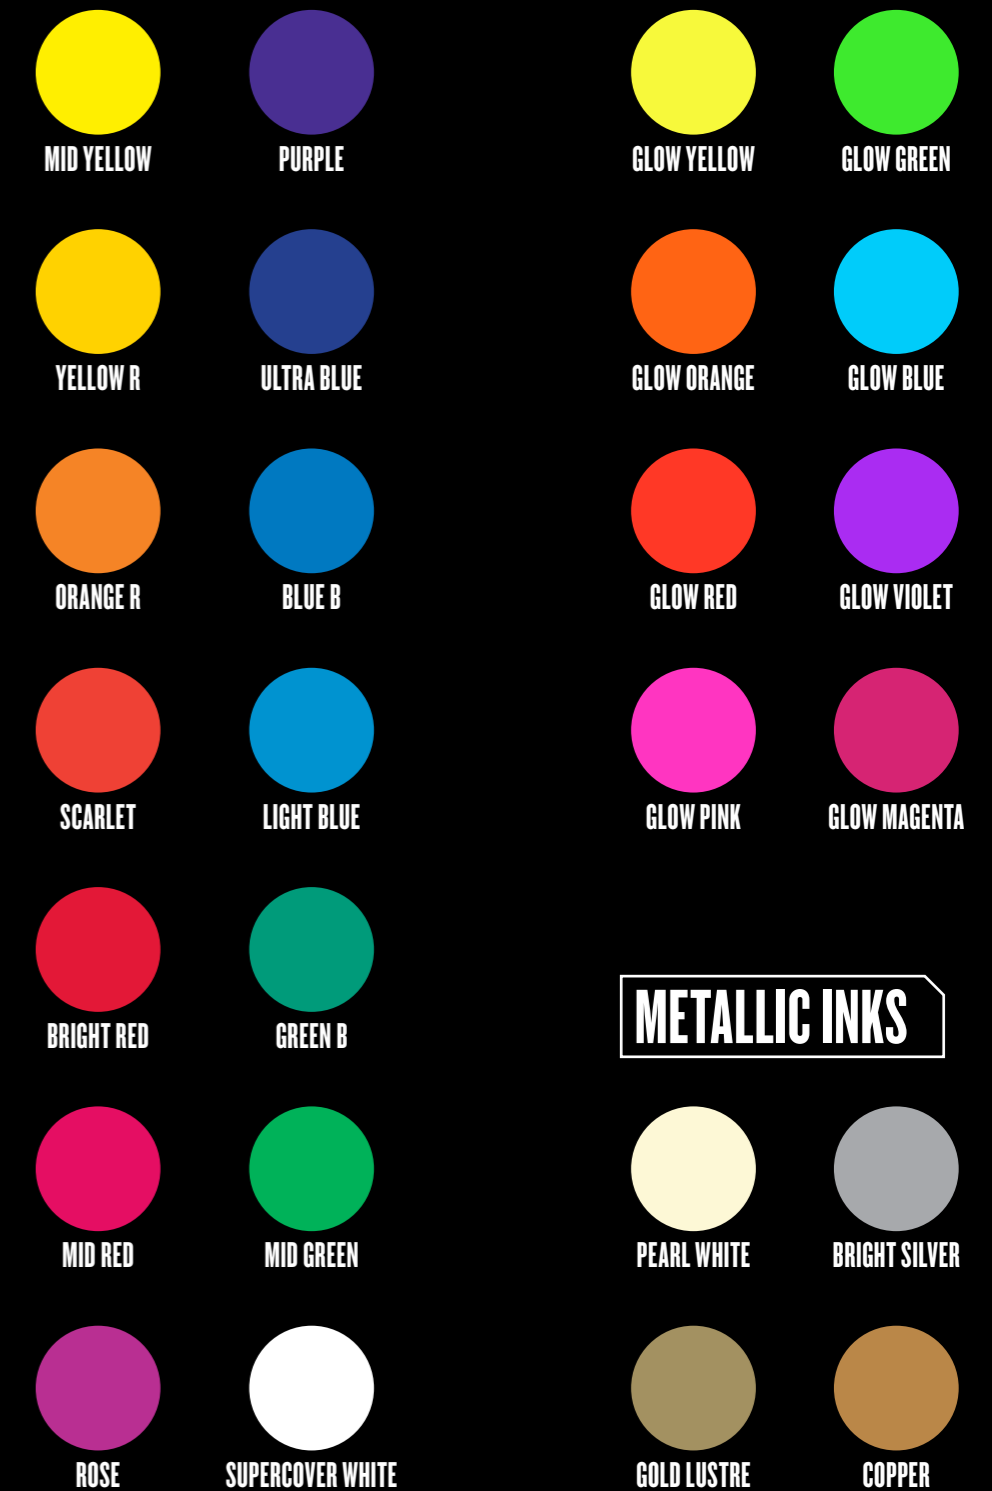 MID YELLOW
PURPLE
YELLOW R
ULTRA BLUE
ORANGE R
BLUE B
SCARLET
LIGHT BLUE
BRIGHT RED
GREEN B
MID RED
MID GREEN
ROSE
SUPERCOVER WHITE
GLOW YELLOW
GLOW GREEN
GLOW ORANGE
GLOW BLUE
GLOW RED
GLOW VIOLET
GLOW PINK
GLOW MAGENTA
METALLIC INKS
PEARL WHITE
BRIGHT SILVER
GOLD LUSTRE
COPPER